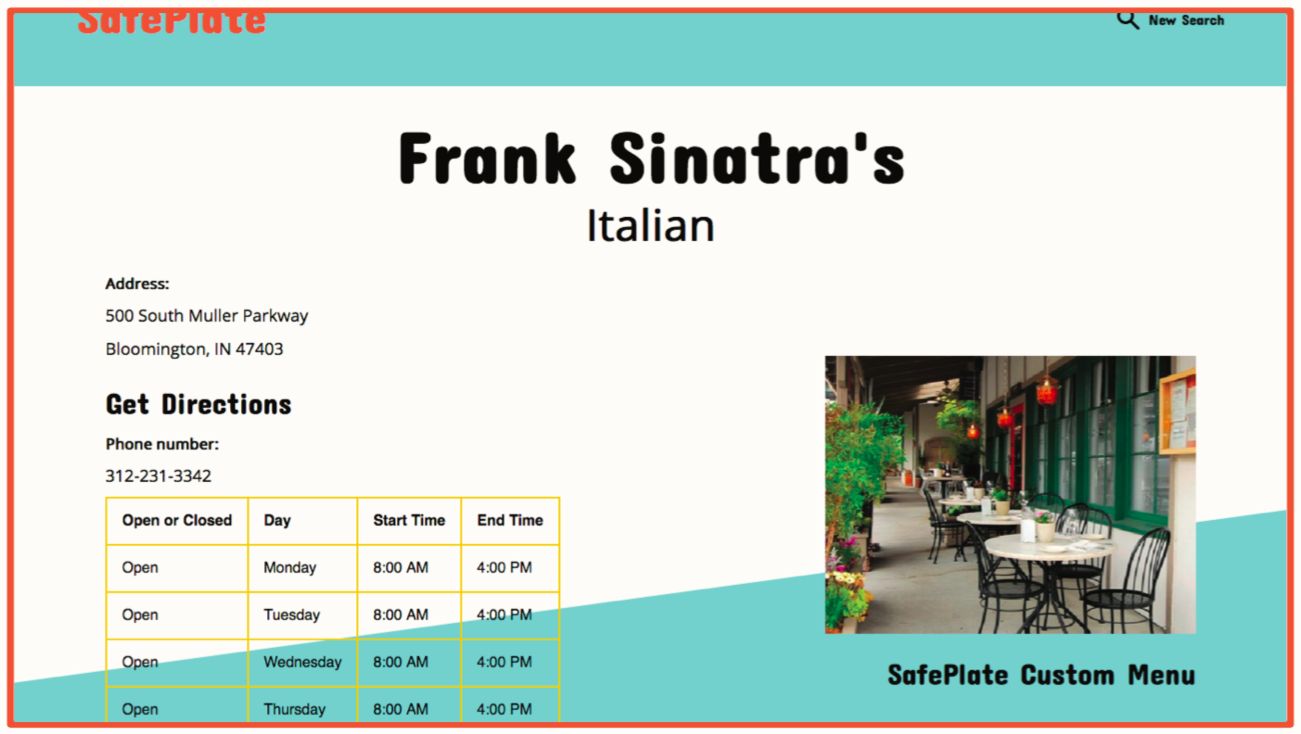 SafePlate
New Search
Frank Sinatra's
Italian
Address:
500 South Muller Parkway
Bloomington, IN 47403
Get Directions
Phone number:
312-231-3342
Open or Closed Day Start Time End Time
Open Monday 8:00 AM 4:00 PM
Open Tuesday 8:00 AM 4:00 PM
Open Wednesday 8:00 AM 4:00 PM
Open Thursday 8:00 AM 4:00 PM
SafePlate Custom Menu